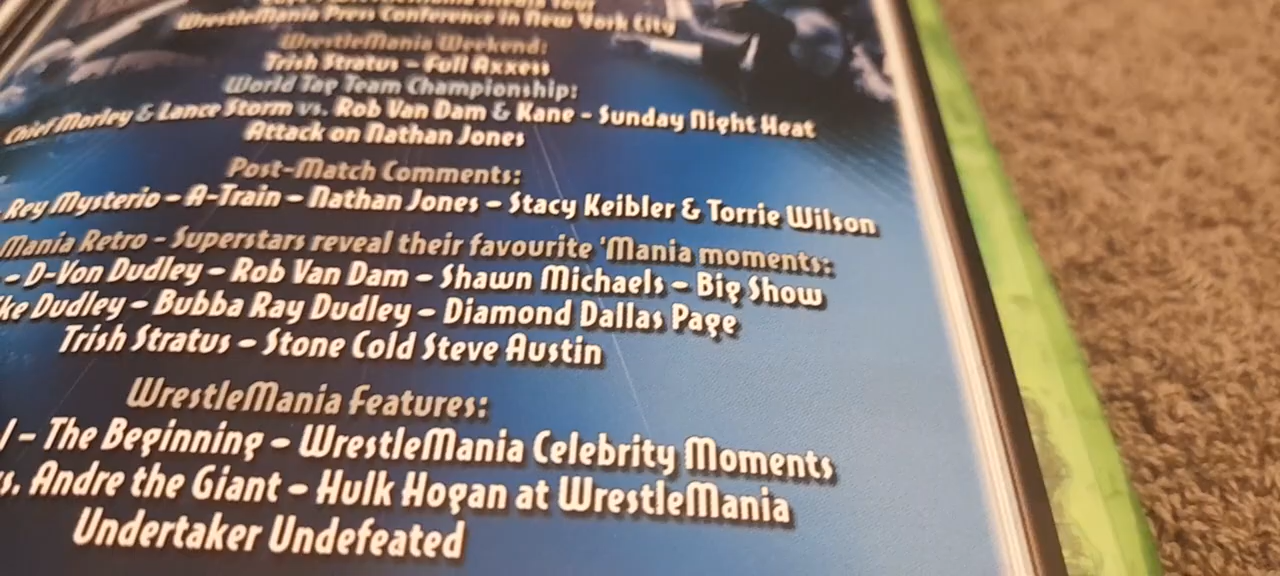 WrestleMania Press Conference in New York City
WrestleMania Weekend:
Trish Stratus – Full Axxess
World Tag Team Championship:
Chief Morley & Lance Storm vs. Rob Van Dam & Kane – Sunday Night Heat
Attack on Nathan Jones
Post-Match Comments:
Rey Mysterio – A-Train – Nathan Jones – Stacy Keibler & Torrie Wilson
Mania Retro – Superstars reveal their favourite 'Mania moments:
– D-Von Dudley – Rob Van Dam – Shawn Michaels – Big Show
ke Dudley – Bubba Ray Dudley – Diamond Dallas Page
Trish Stratus – Stone Cold Steve Austin
WrestleMania Features:
I – The Beginning – WrestleMania Celebrity Moments
s. Andre the Giant – Hulk Hogan at WrestleMania
Undertaker Undefeated